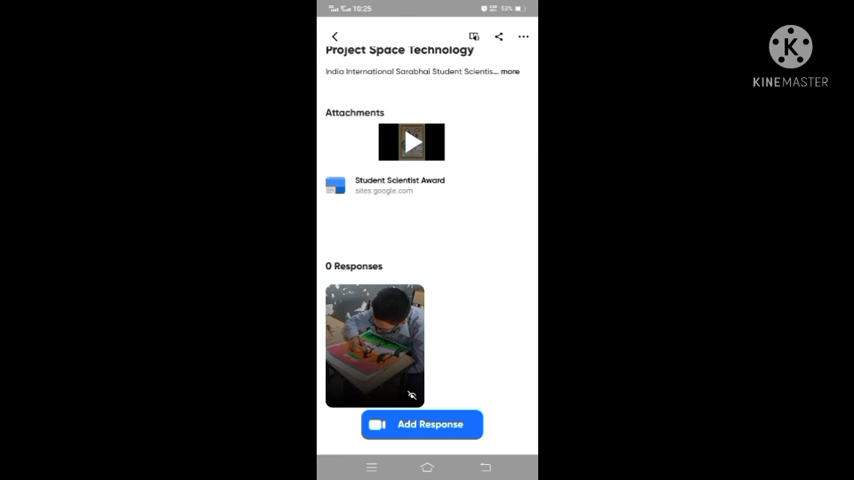 10:25
53%
Project Space Technology
India International Sarabhai Student Scientis... more
Attachments
Student Scientist Award
sites.google.com
0 Responses
Add Response
K
KINEMASTER